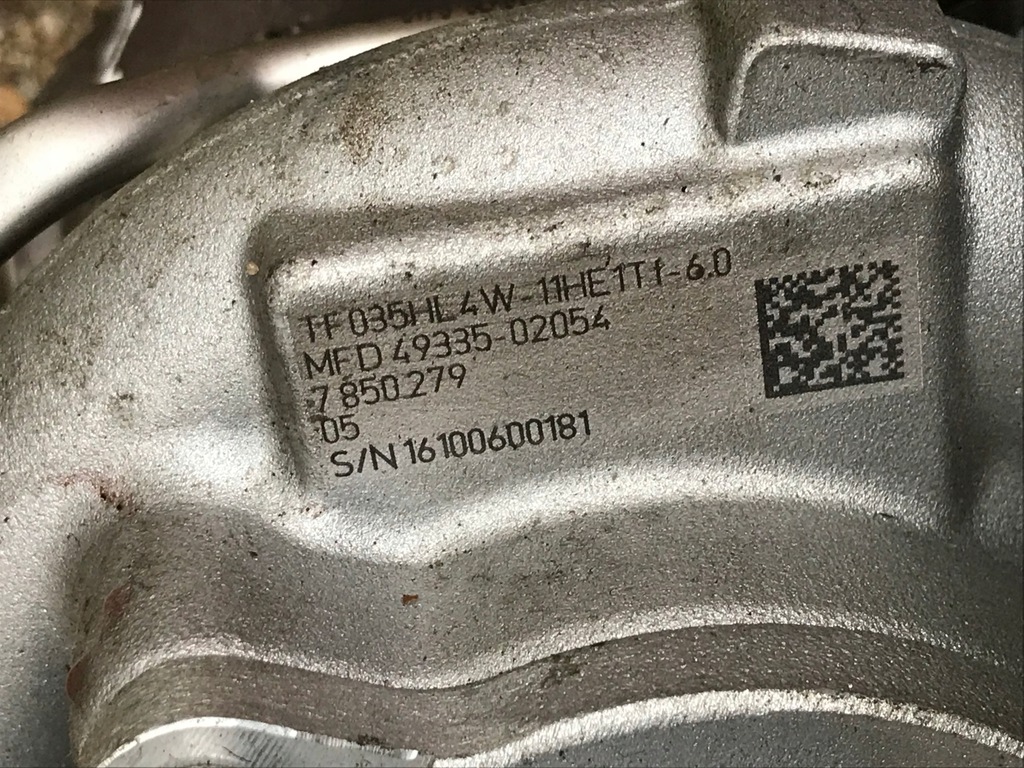 TF035HL4W-11HE1T1-6.0
MFD 49335-02054
7 850 279
05
S/N 16100600181